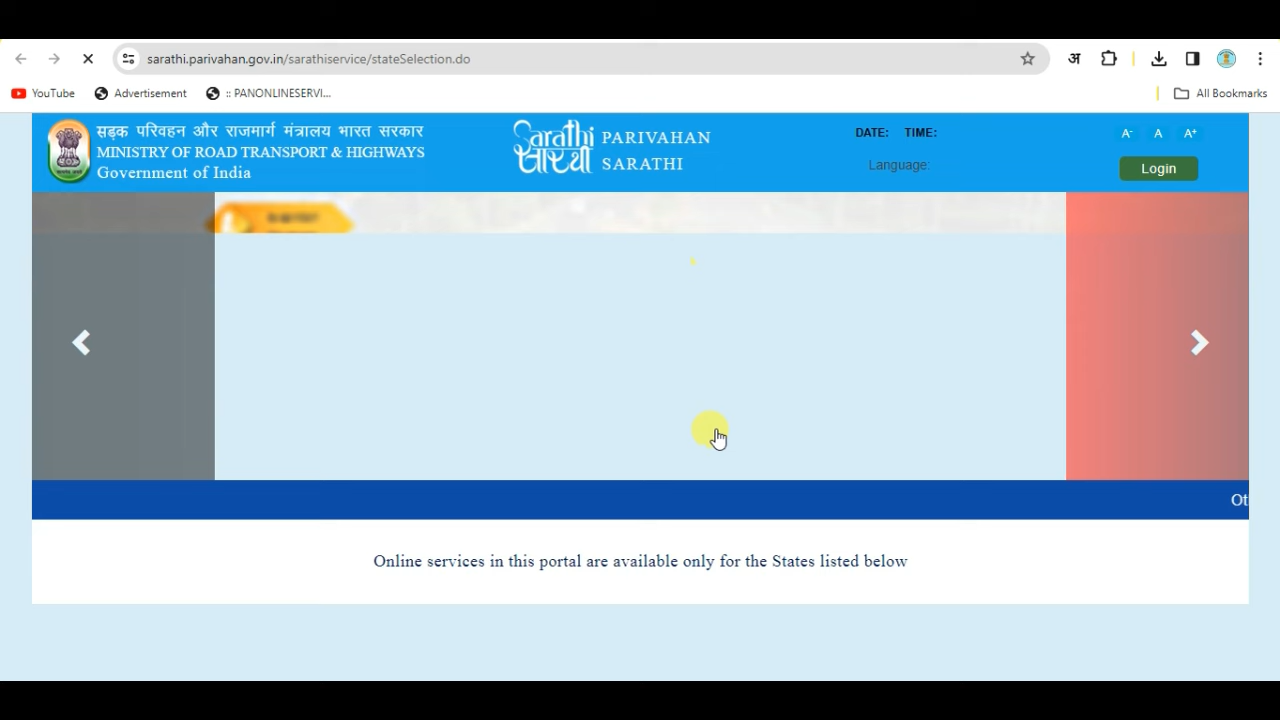 sarathi.parivahan.gov.in/sarathiservice/stateSelection.do
अ
YouTube
Advertisement
:: PANONLINESERVI...
All Bookmarks
सड़क परिवहन और राजमार्ग मंत्रालय भारत सरकार
MINISTRY OF ROAD TRANSPORT & HIGHWAYS
Government of India
Sarathi
सारथी
PARIVAHAN
SARATHI
DATE: TIME:
Language:
A- A A+
Login
Ot
Online services in this portal are available only for the States listed below